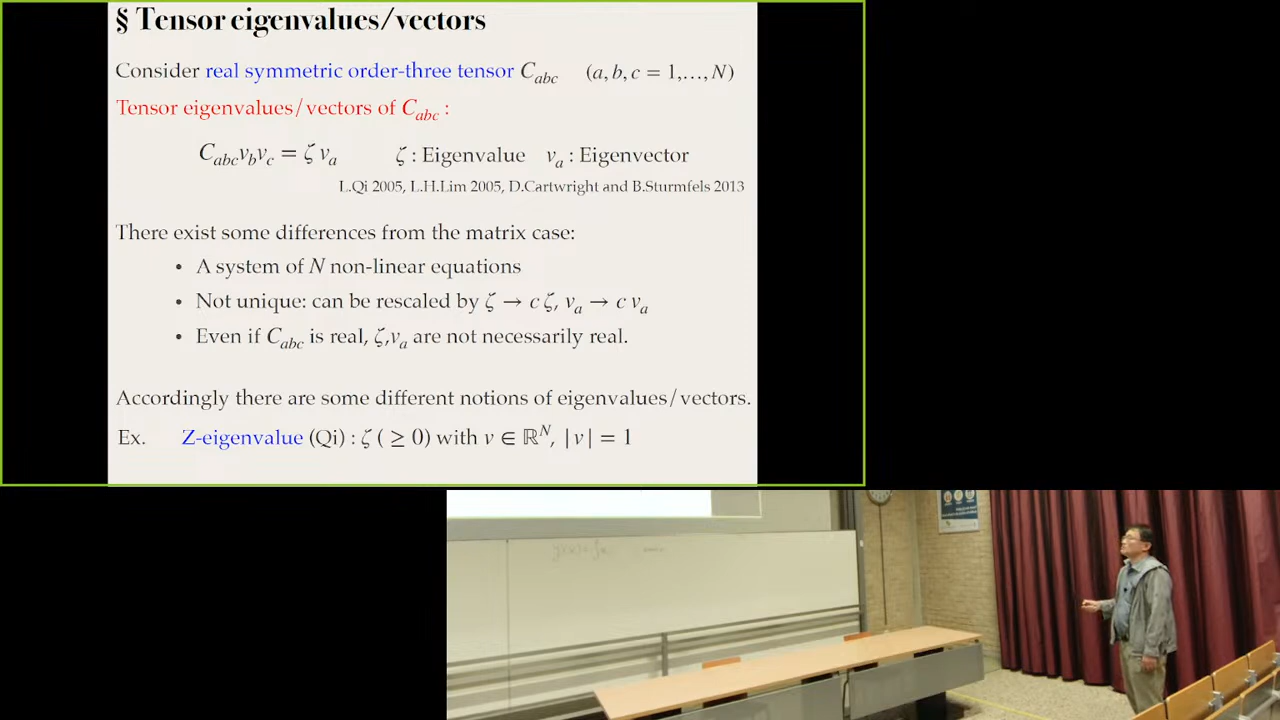 § Tensor eigenvalues/vectors
Consider real symmetric order-three tensor C_abc (a, b, c = 1,…, N)
Tensor eigenvalues/vectors of C_abc :
C_abc v_b v_c = ζ v_a ζ : Eigenvalue v_a : Eigenvector
L.Qi 2005, L.H.Lim 2005, D.Cartwright and B.Sturmfels 2013
There exist some differences from the matrix case:
• A system of N non-linear equations
• Not unique: can be rescaled by ζ → c ζ, v_a → c v_a
• Even if C_abc is real, ζ,v_a are not necessarily real.
Accordingly there are some different notions of eigenvalues/vectors.
Ex. Z-eigenvalue (Qi) : ζ ( ≥ 0) with v ∈ ℝ^N, |v| = 1